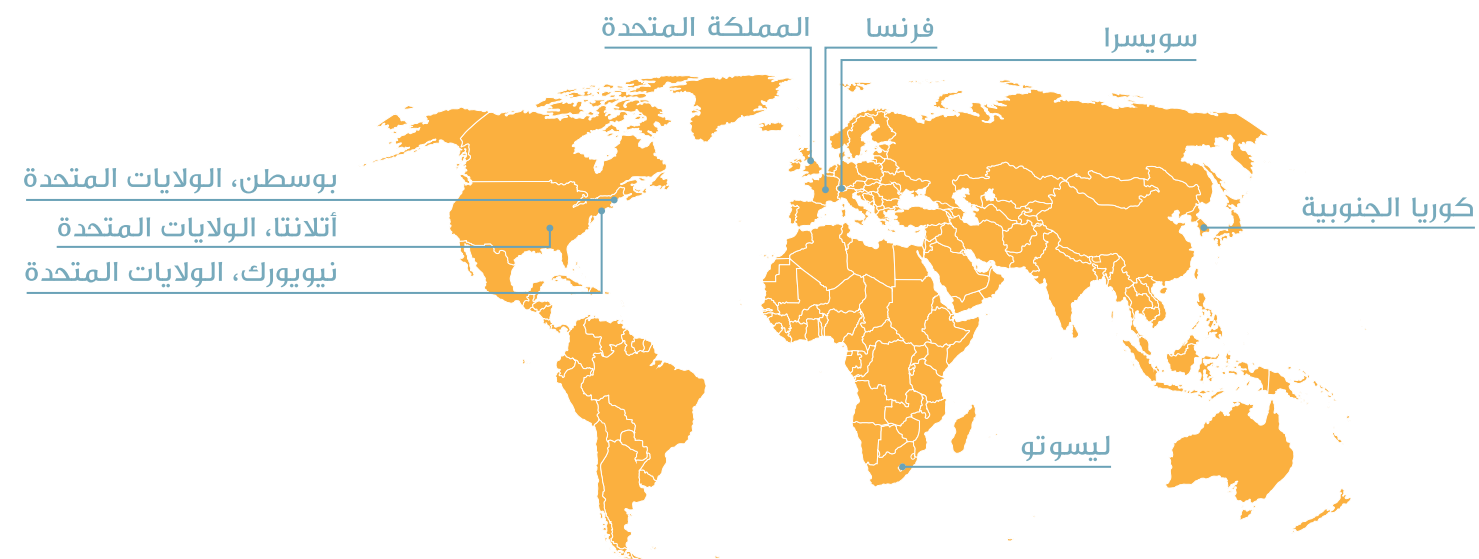 المملكة المتحدة
فرنسا
سويسرا
بوسطن، الولايات المتحدة
أتلانتا، الولايات المتحدة
نيويورك، الولايات المتحدة
كوريا الجنوبية
ليسوتو